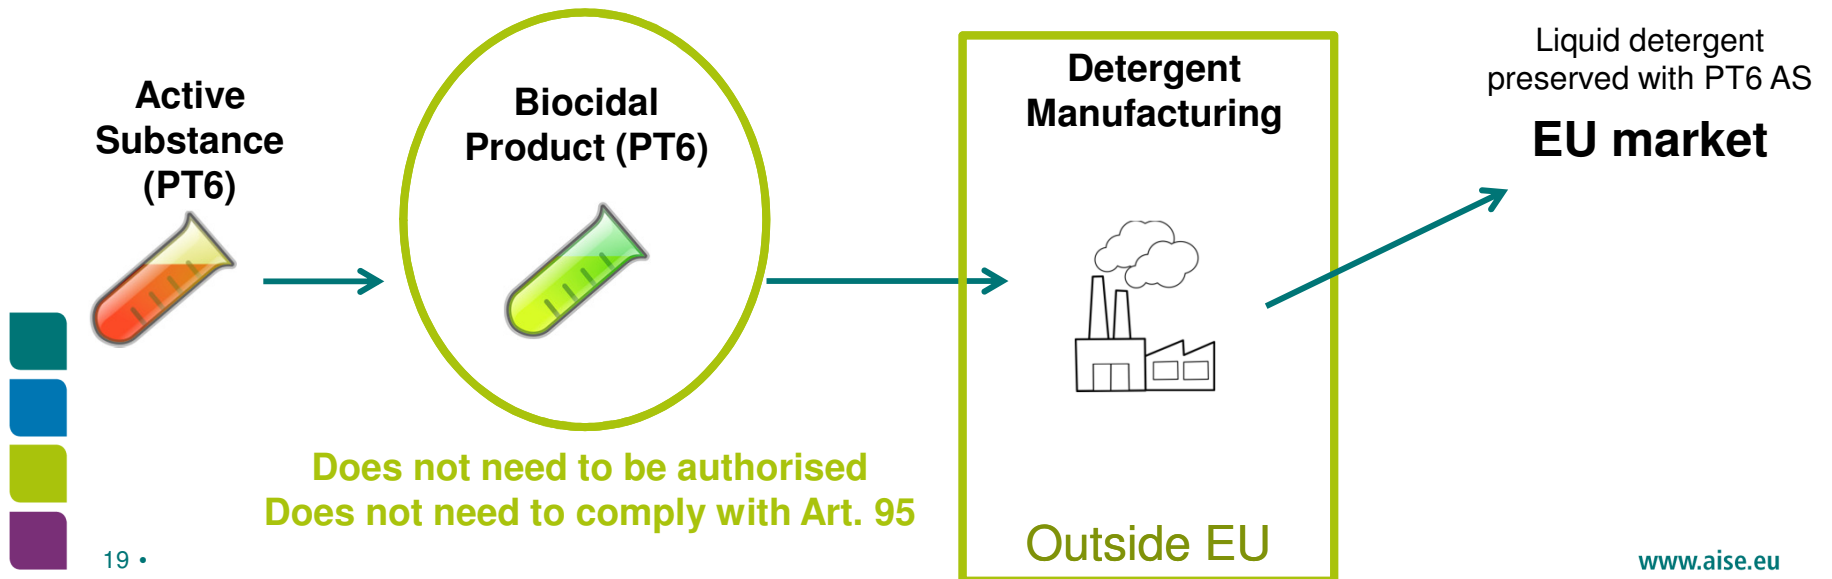 Active
Substance
(PT6)
Biocidal
Product (PT6)
Detergent
Manufacturing
Liquid detergent
preserved with PT6 AS
EU market
Does not need to be authorised
Does not need to comply with Art. 95
Outside EU
19 •
www.aise.eu